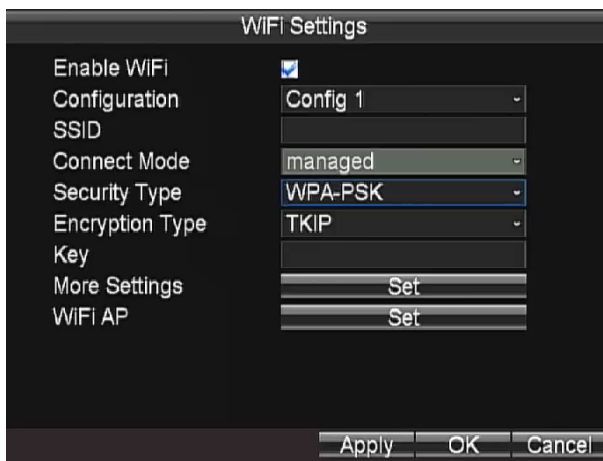 WiFi Settings
Enable WiFi
Configuration Config 1
SSID
Connect Mode managed
Security Type WPA-PSK
Encryption Type TKIP
Key
More Settings Set
WiFi AP Set
Apply OK Cancel